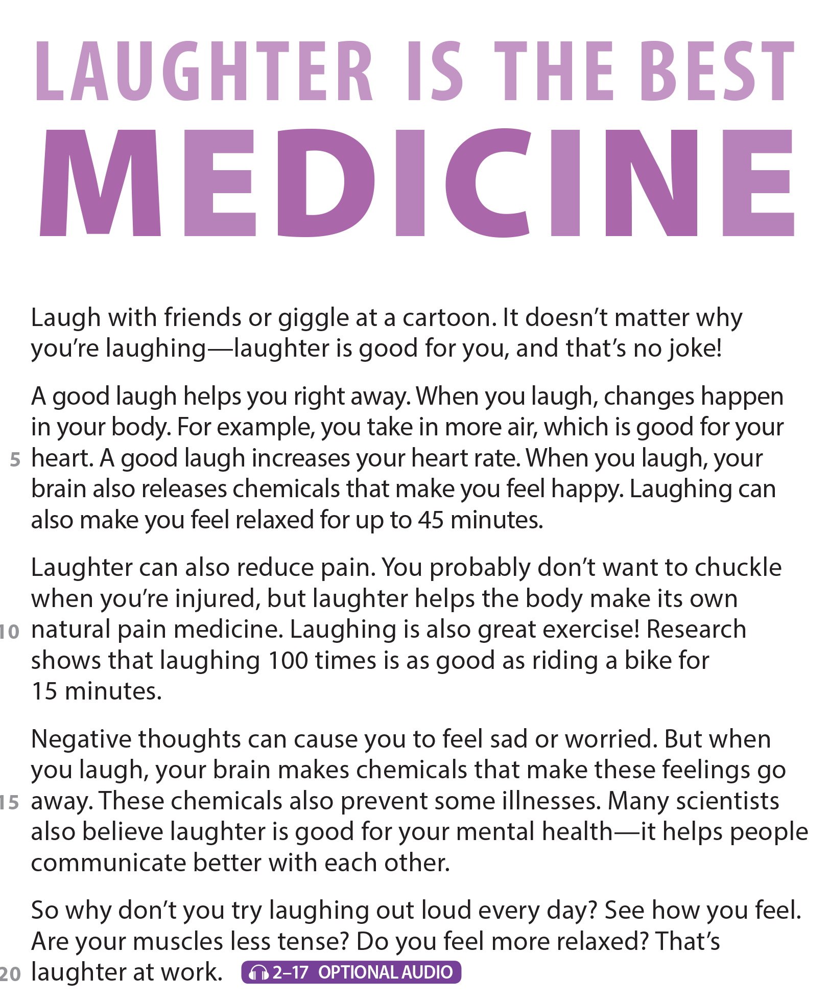 LAUGHTER IS THE BEST
MEDICINE
Laugh with friends or giggle at a cartoon. It doesn’t matter why
you’re laughing—laughter is good for you, and that’s no joke!
A good laugh helps you right away. When you laugh, changes happen
in your body. For example, you take in more air, which is good for your
5 heart. A good laugh increases your heart rate. When you laugh, your
brain also releases chemicals that make you feel happy. Laughing can
also make you feel relaxed for up to 45 minutes.
Laughter can also reduce pain. You probably don’t want to chuckle
when you’re injured, but laughter helps the body make its own
10 natural pain medicine. Laughing is also great exercise! Research
shows that laughing 100 times is as good as riding a bike for
15 minutes.
Negative thoughts can cause you to feel sad or worried. But when
you laugh, your brain makes chemicals that make these feelings go
15 away. These chemicals also prevent some illnesses. Many scientists
also believe laughter is good for your mental health—it helps people
communicate better with each other.
So why don’t you try laughing out loud every day? See how you feel.
Are your muscles less tense? Do you feel more relaxed? That’s
20 laughter at work. 2–17 OPTIONAL AUDIO